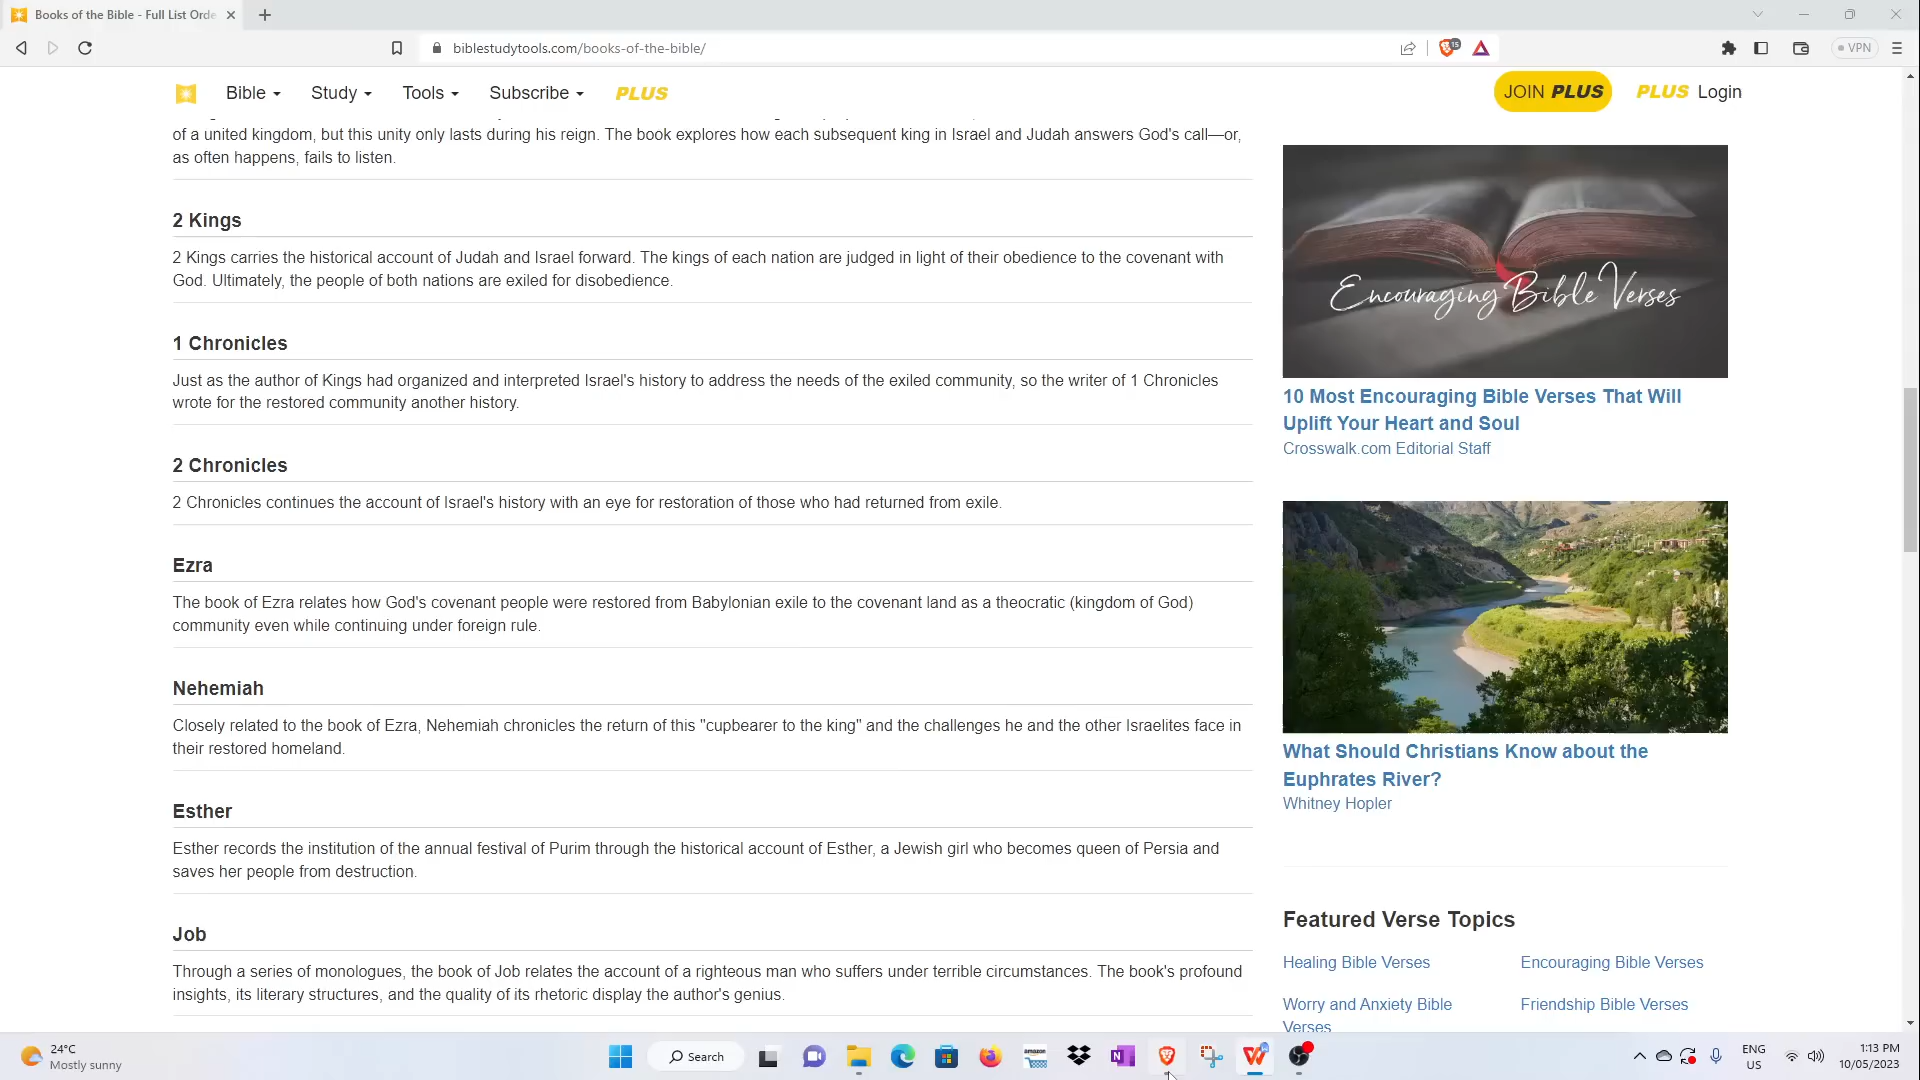 Books of the Bible - Full List Orde
biblestudytools.com/books-of-the-bible/
15
VPN
Bible
Study
Tools
Subscribe
PLUS
JOIN PLUS
PLUS Login
of a united kingdom, but this unity only lasts during his reign. The book explores how each subsequent king in Israel and Judah answers God's call—or,
as often happens, fails to listen.
2 Kings
2 Kings carries the historical account of Judah and Israel forward. The kings of each nation are judged in light of their obedience to the covenant with
God. Ultimately, the people of both nations are exiled for disobedience.
1 Chronicles
Just as the author of Kings had organized and interpreted Israel's history to address the needs of the exiled community, so the writer of 1 Chronicles
wrote for the restored community another history.
2 Chronicles
2 Chronicles continues the account of Israel's history with an eye for restoration of those who had returned from exile.
Ezra
The book of Ezra relates how God's covenant people were restored from Babylonian exile to the covenant land as a theocratic (kingdom of God)
community even while continuing under foreign rule.
Nehemiah
Closely related to the book of Ezra, Nehemiah chronicles the return of this "cupbearer to the king" and the challenges he and the other Israelites face in
their restored homeland.
Esther
Esther records the institution of the annual festival of Purim through the historical account of Esther, a Jewish girl who becomes queen of Persia and
saves her people from destruction.
Job
Through a series of monologues, the book of Job relates the account of a righteous man who suffers under terrible circumstances. The book's profound
insights, its literary structures, and the quality of its rhetoric display the author's genius.
Encouraging Bible Verses
10 Most Encouraging Bible Verses That Will
Uplift Your Heart and Soul
Crosswalk.com Editorial Staff
What Should Christians Know about the
Euphrates River?
Whitney Hopler
Featured Verse Topics
Healing Bible Verses
Encouraging Bible Verses
Worry and Anxiety Bible
Verses
Friendship Bible Verses
24°C
Mostly sunny
Search
amazon
N
ENG
US
1:13 PM
10/05/2023